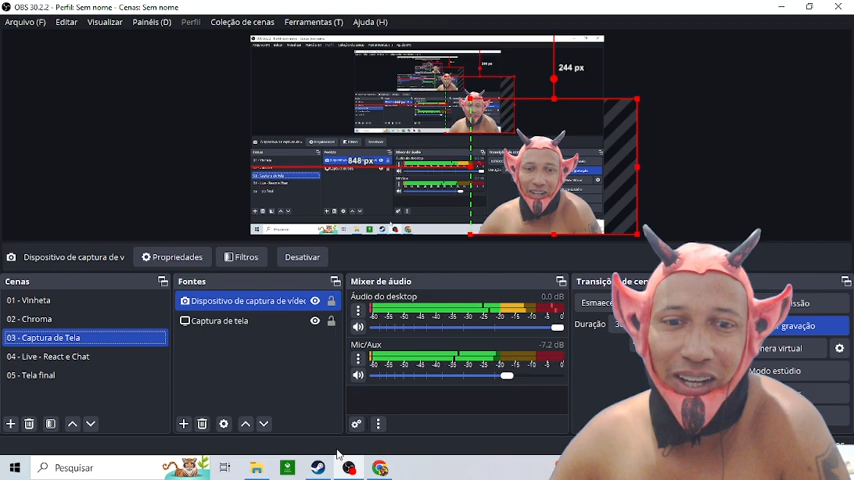 OBS 30.2.2 - Perfil: Sem nome - Cenas: Sem nome
Arquivo (F) Editar Visualizar Painéis (D) Perfil Coleção de cenas Ferramentas (T) Ajuda (H)
244 px
848 px
Dispositivo de captura de v Propriedades Filtros Desativar
Cenas
01 - Vinheta
02 - Chroma
03 - Captura de Tela
04 - Live - React e Chat
05 - Tela final
Fontes
Dispositivo de captura de víde
Captura de tela
Mixer de áudio
Áudio do desktop 0.0 dB
-60 -55 -50 -45 -40 -35 -30 -25 -20 -15 -10 -5 0
Mic/Aux -7.2 dB
-60 -55 -50 -45 -40 -35 -30 -25 -20 -15 -10 -5 0
Transições de cen
Esmaece
Duração 30
issão
gravação
mera virtual
Modo estúdio
Pesquisar